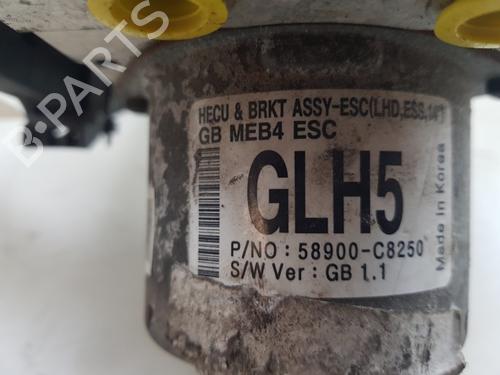 HECU & BRKT ASSY-ESC(LHD,ESS,14")
GB MEB4 ESC
GLH5
P/NO : 58900-C8250
S/W Ver : GB 1.1
Made in Korea
B-PARTS